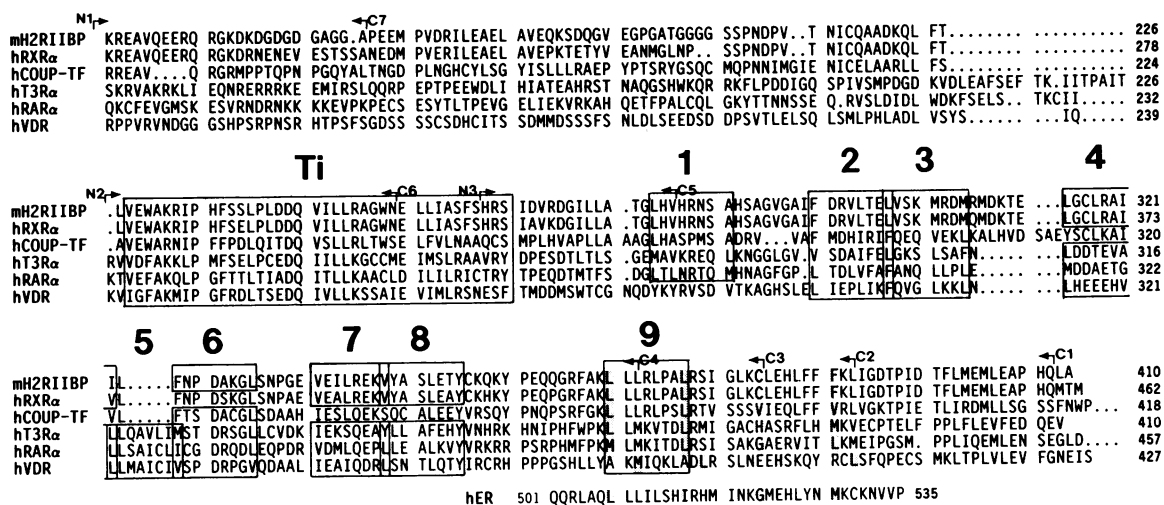 N1 C7
mH2RIIBP KREAVQEERQ RGKDKDGDGD GAGG.APEEM PVDRILEAEL AVEQKSDQGV EGPGATGGGG SSPNDPV..T NICQAADKQL FT........ .......... 226
hRXRα KREAVQEERQ RGKDRNENEV ESTSSANEDM PVERILEAEL AVEPKTETYV EANMGLNP.. SSPNDPV..T NICQAADKQL FT........ .......... 278
hCOUP-TF RREAV....Q RGRMPPTQPN PGQYALTNGD PLNGHCYLSG YISLLLRAEP YPTSRYGSQC MQPNNIMGIE NICELAARLL FS........ .......... 224
hT3Rα SKRVAKRKLI EQNRERRRKE EMIRSLQQRP EPTPEEWDLI HIATEAHRST NAQGSHWKQR RKFLPDDIGQ SPIVSMPDGD KVDLEAFSEF TK.IITPAIT 226
hRARα QKCFEVGMSK ESVRNDRNKK KKEVPKPECS ESYTLTPEVG ELIEKVRKAH QETFPALCQL GKYTTNNSSE Q.RVSLDIDL WDKFSELS.. TKCII..... 232
hVDR RPPVRVNDGG GSHPSRPNSR HTPSFSGDSS SSCSDHCITS SDMMDSSSFS NLDLSEEDSD DPSVTLELSQ LSMLPHLADL VSYS...... ....IQ.... 239
Ti 1 2 3 4
N2 C6 N3 C5
mH2RIIBP .LVEWAKRIP HFSSLPLDDQ VILLRAGWNE LLIASFSHRS IDVRDGILLA .TGLHVHRNS AHSAGVGAIF DRVLTELVSK MRDMRMDKTE ...LGCLRAI 321
hRXRα .LVEWAKRIP HFSELPLDDQ VILLRAGWNE LLIASFSHRS IAVKDGILLA .TGLHVHRNS AHSAGVGAIF DRVLTELVSK MRDMQMDKTE ...LGCLRAI 373
hCOUP-TF .AVEWARNIP FFPDLQITDQ VSLLRLTWSE LFVLNAAQCS MPLHVAPLLA AAGLHASPMS ADRV...VAF MDHIRIFQEQ VEKLKALHVD SAEYSCLKAI 320
hT3Rα RVVDFAKKLP MFSELPCEDQ IILLKGCCME IMSLRAAVRY DPESDTLTLS .GEMAVKREQ LKNGGLGVV. SDAIFELGKS LSAFN..... ...LDDTEVA 316
hRARα KTVEFAKQLP GFTTLTIADQ ITLLKAACLD ILILRICTRY TPEQDTMTFS .DGLTLNRTQM HNAGFGP.. LTDLVFAFANQ LLPLE..... ...MDDAETG 322
hVDR KVIGFAKMIP GFRDLTSEDQ IVLLKSSAIE VIMLRSNESF TMDDMSWTCG NQDYKYRVSD VTKAGHSLEL IEPLIKFQVG LKKLN..... ...LHEEEHV 321
5 6 7 8 9
C4 C3 C2 C1
mH2RIIBP IL.....FNP DAKGLSNPGE VEILREKVYA SLETYCKQKY PEQQGRFAKL LLRLPALRSI GLKCLEHLFF FKLIGDTPID TFLMEMLEAP HQLA 410
hRXRα VL.....FNP DSKGLSNPAE VEALREKVYA SLEAYCKHKY PEQPGRFAKL LLRLPALRSI GLKCLEHLFF FKLIGDTPID TFLMEMLEAP HQMTM 462
hCOUP-TF VL.....FTS DACGLSDAAH IESLQEKSQC ALEEYVRSQY PNQPSRFGKL LLRLPSLRTV SSSVIEQLFF VRLVGKTPIE TLIRDMLLSG SSFNWP... 418
hT3Rα LLQAVLIMST DRSGLLCVDK IEKSQEAYLL AFEHYVNHRK HNIPHFWPKL LMKVTDLRMI GACHASRFLH MKVECPTELF PPLFLEVFED QEV 410
hRARα LLSAICLICG DRQDLEQPDR VDMLQEPLLE ALKVYVRKRR PSRPHMFPKM LMKITDLRSI SAKGAERVIT LKMEIPGSM. PPLIQEMLEN SEGLD. 457
hVDR LLMAICIVSP DRPGVQDAAL IEAIQDRLSN TLQTYIRCRH PPPGSHLLYA KMIQKLADLR SLNEEHSKQY RCLSFQPECS MKLTPLVLEV FGNEIS 427
hER 501 QQRLAQL LLILSHIRHM INKGMEHLYN MKCKNVVP 535